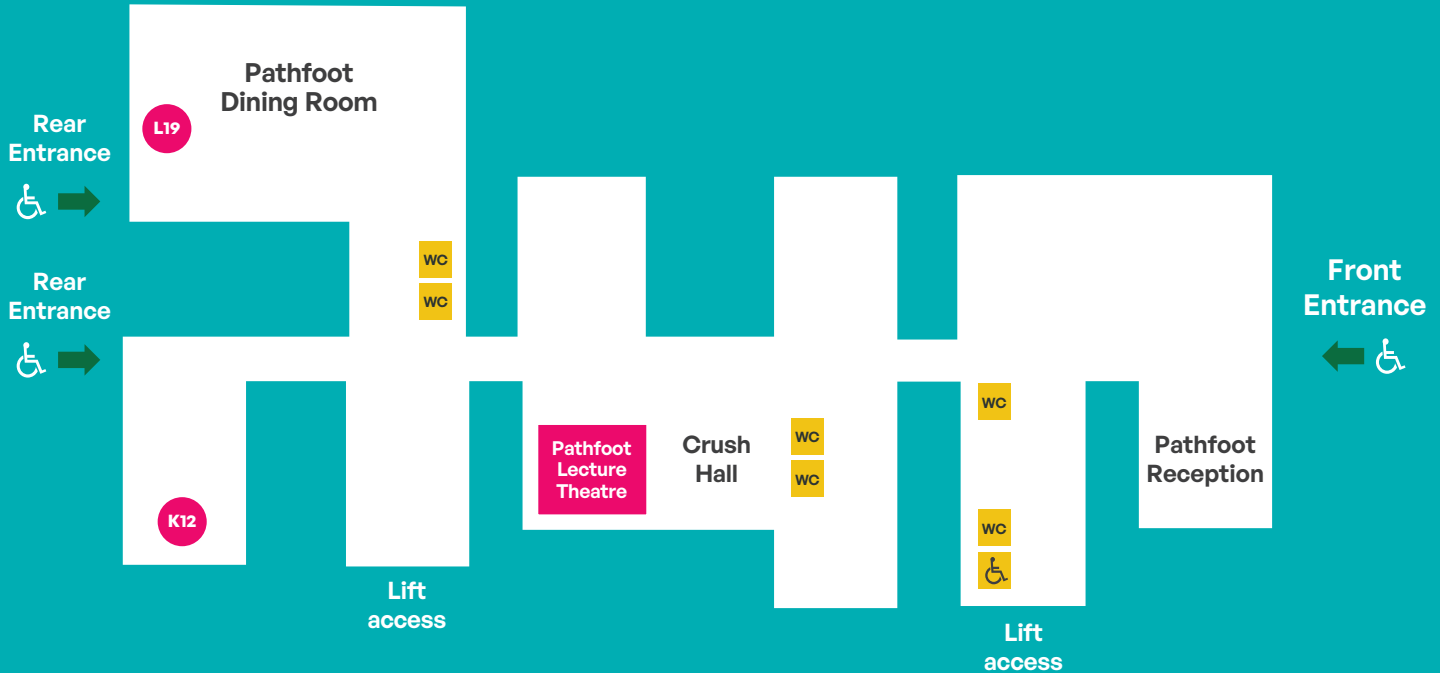 Pathfoot
Dining Room
L19
Rear
Entrance
WC
WC
Rear
Entrance
K12
Lift
access
Pathfoot
Lecture
Theatre
Crush
Hall
WC
WC
WC
WC
Lift
access
Pathfoot
Reception
Front
Entrance